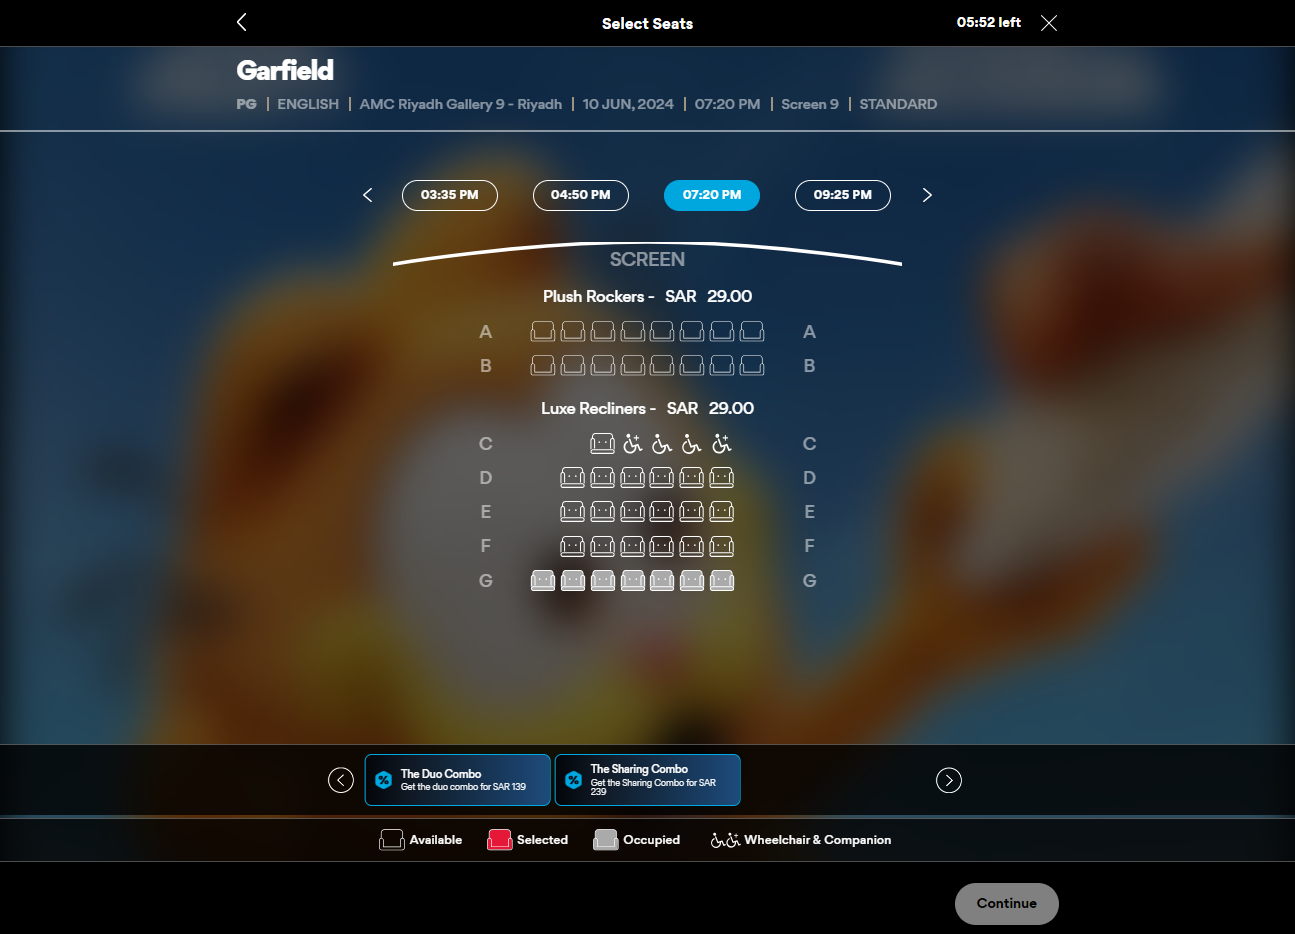 Select Seats
05:52 left
Garfield
PG | ENGLISH | AMC Riyadh Gallery 9 - Riyadh | 10 JUN, 2024 | 07:20 PM | Screen 9 | STANDARD
03:35 PM 04:50 PM 07:20 PM 09:25 PM
SCREEN
Plush Rockers - SAR 29.00
A A
B B
Luxe Recliners - SAR 29.00
C C
D D
E E
F F
G G
The Duo Combo
Get the duo combo for SAR 139
The Sharing Combo
Get the Sharing Combo for SAR
239
Available Selected Occupied Wheelchair & Companion
Continue